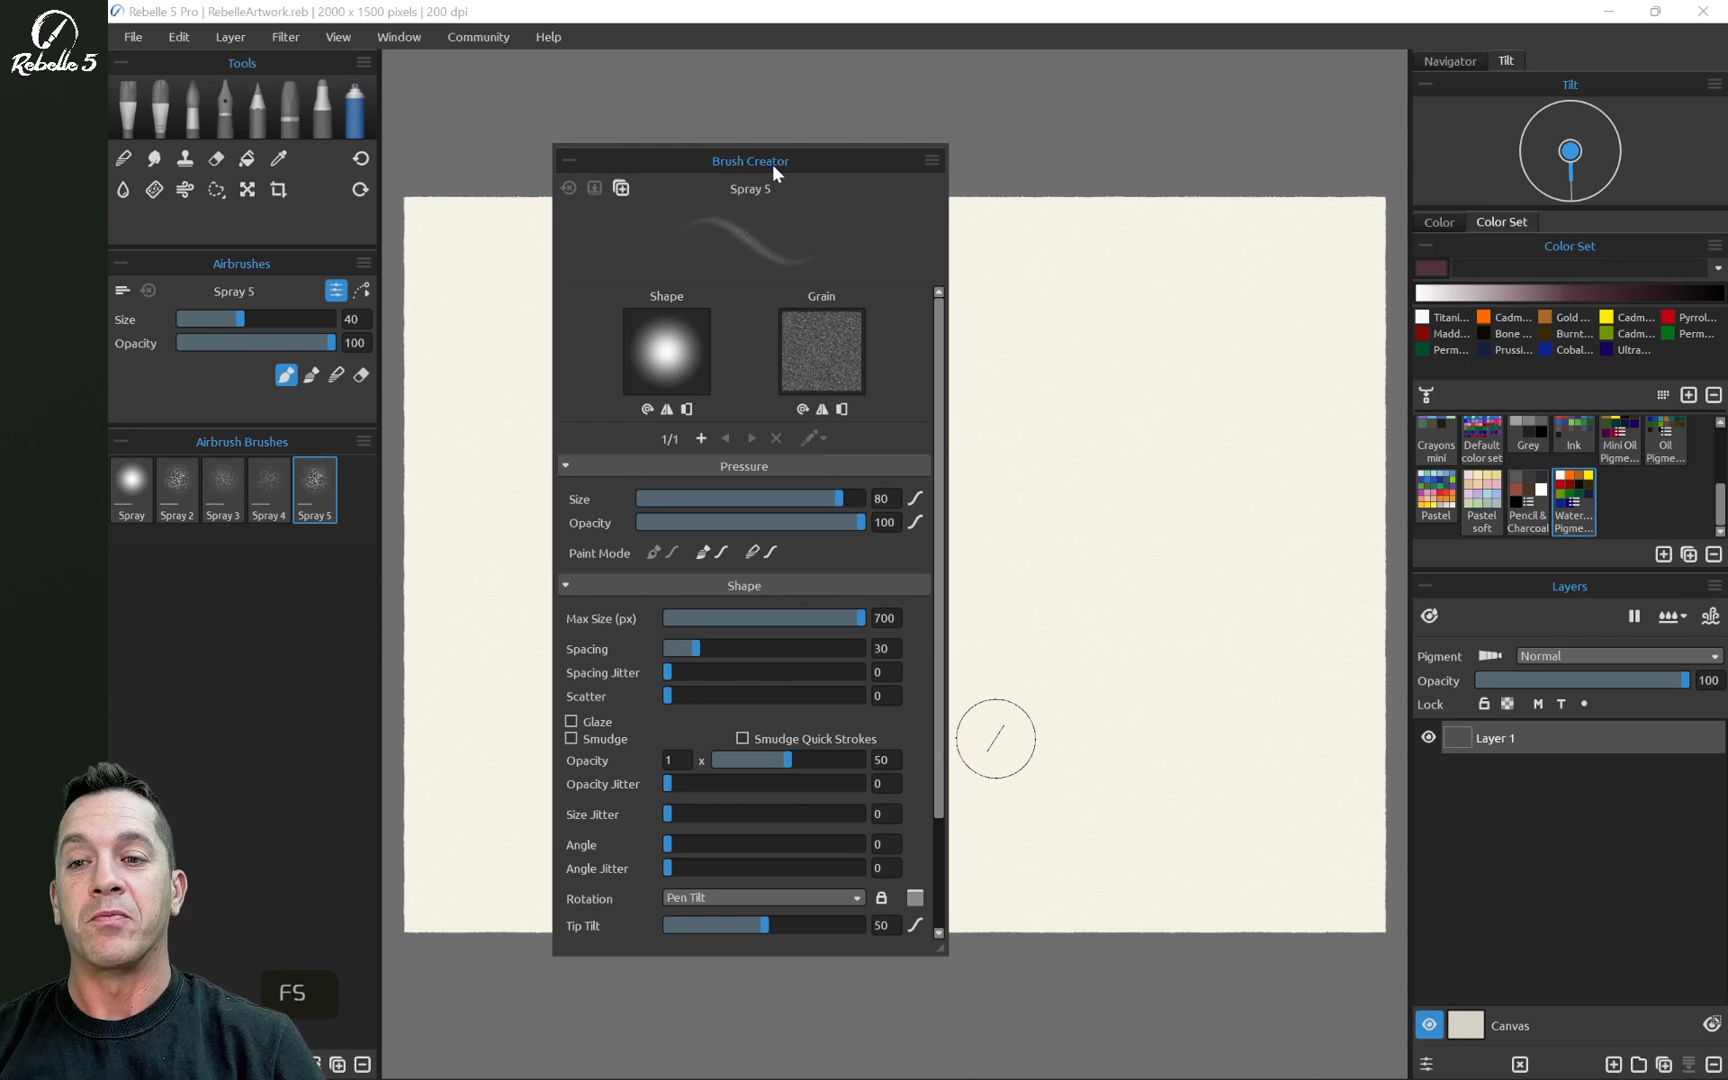 Rebelle 5
Rebelle 5 Pro | RebelleArtwork.reb | 2000 x 1500 pixels | 200 dpi
File Edit Layer Filter View Window Community Help
Tools
Airbrushes
Spray 5
Size 40
Opacity 100
Airbrush Brushes
Spray Spray 2 Spray 3 Spray 4 Spray 5
FS
Brush Creator
Spray 5
Shape Grain
1/1
Pressure
Size 80
Opacity 100
Paint Mode
Shape
Max Size (px) 700
Spacing 30
Spacing Jitter 0
Scatter 0
Glaze
Smudge Smudge Quick Strokes
Opacity 1 x 50
Opacity Jitter 0
Size Jitter 0
Angle 0
Angle Jitter 0
Rotation Pen Tilt
Tip Tilt 50
Navigator Tilt
Tilt
Color Color Set
Color Set
Titani... Cadm... Gold ... Cadm... Pyrrol...
Madd... Bone ... Burnt... Cadm... Perm...
Perm... Prussi... Cobal... Ultra...
Crayons mini Default color set Grey Ink Mini Oil Pigme... Oil Pigme...
Pastel Pastel soft Pencil & Charcoal Water... Pigme...
Layers
Pigment Normal
Opacity 100
Lock M T
Layer 1
Canvas